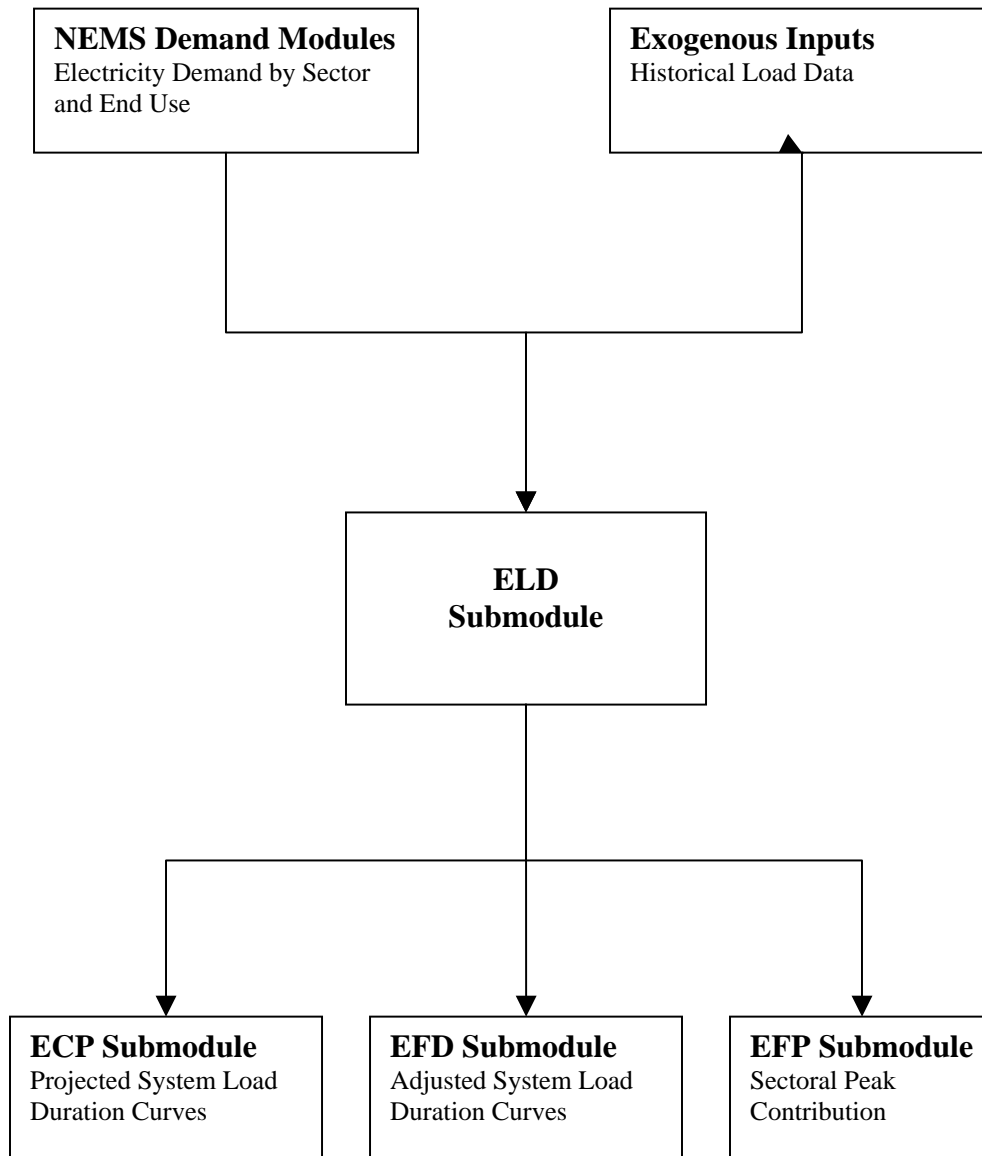 NEMS Demand Modules
Electricity Demand by Sector
and End Use
Exogenous Inputs
Historical Load Data
ELD
Submodule
ECP Submodule
Projected System Load
Duration Curves
EFD Submodule
Adjusted System Load
Duration Curves
EFP Submodule
Sectoral Peak
Contribution